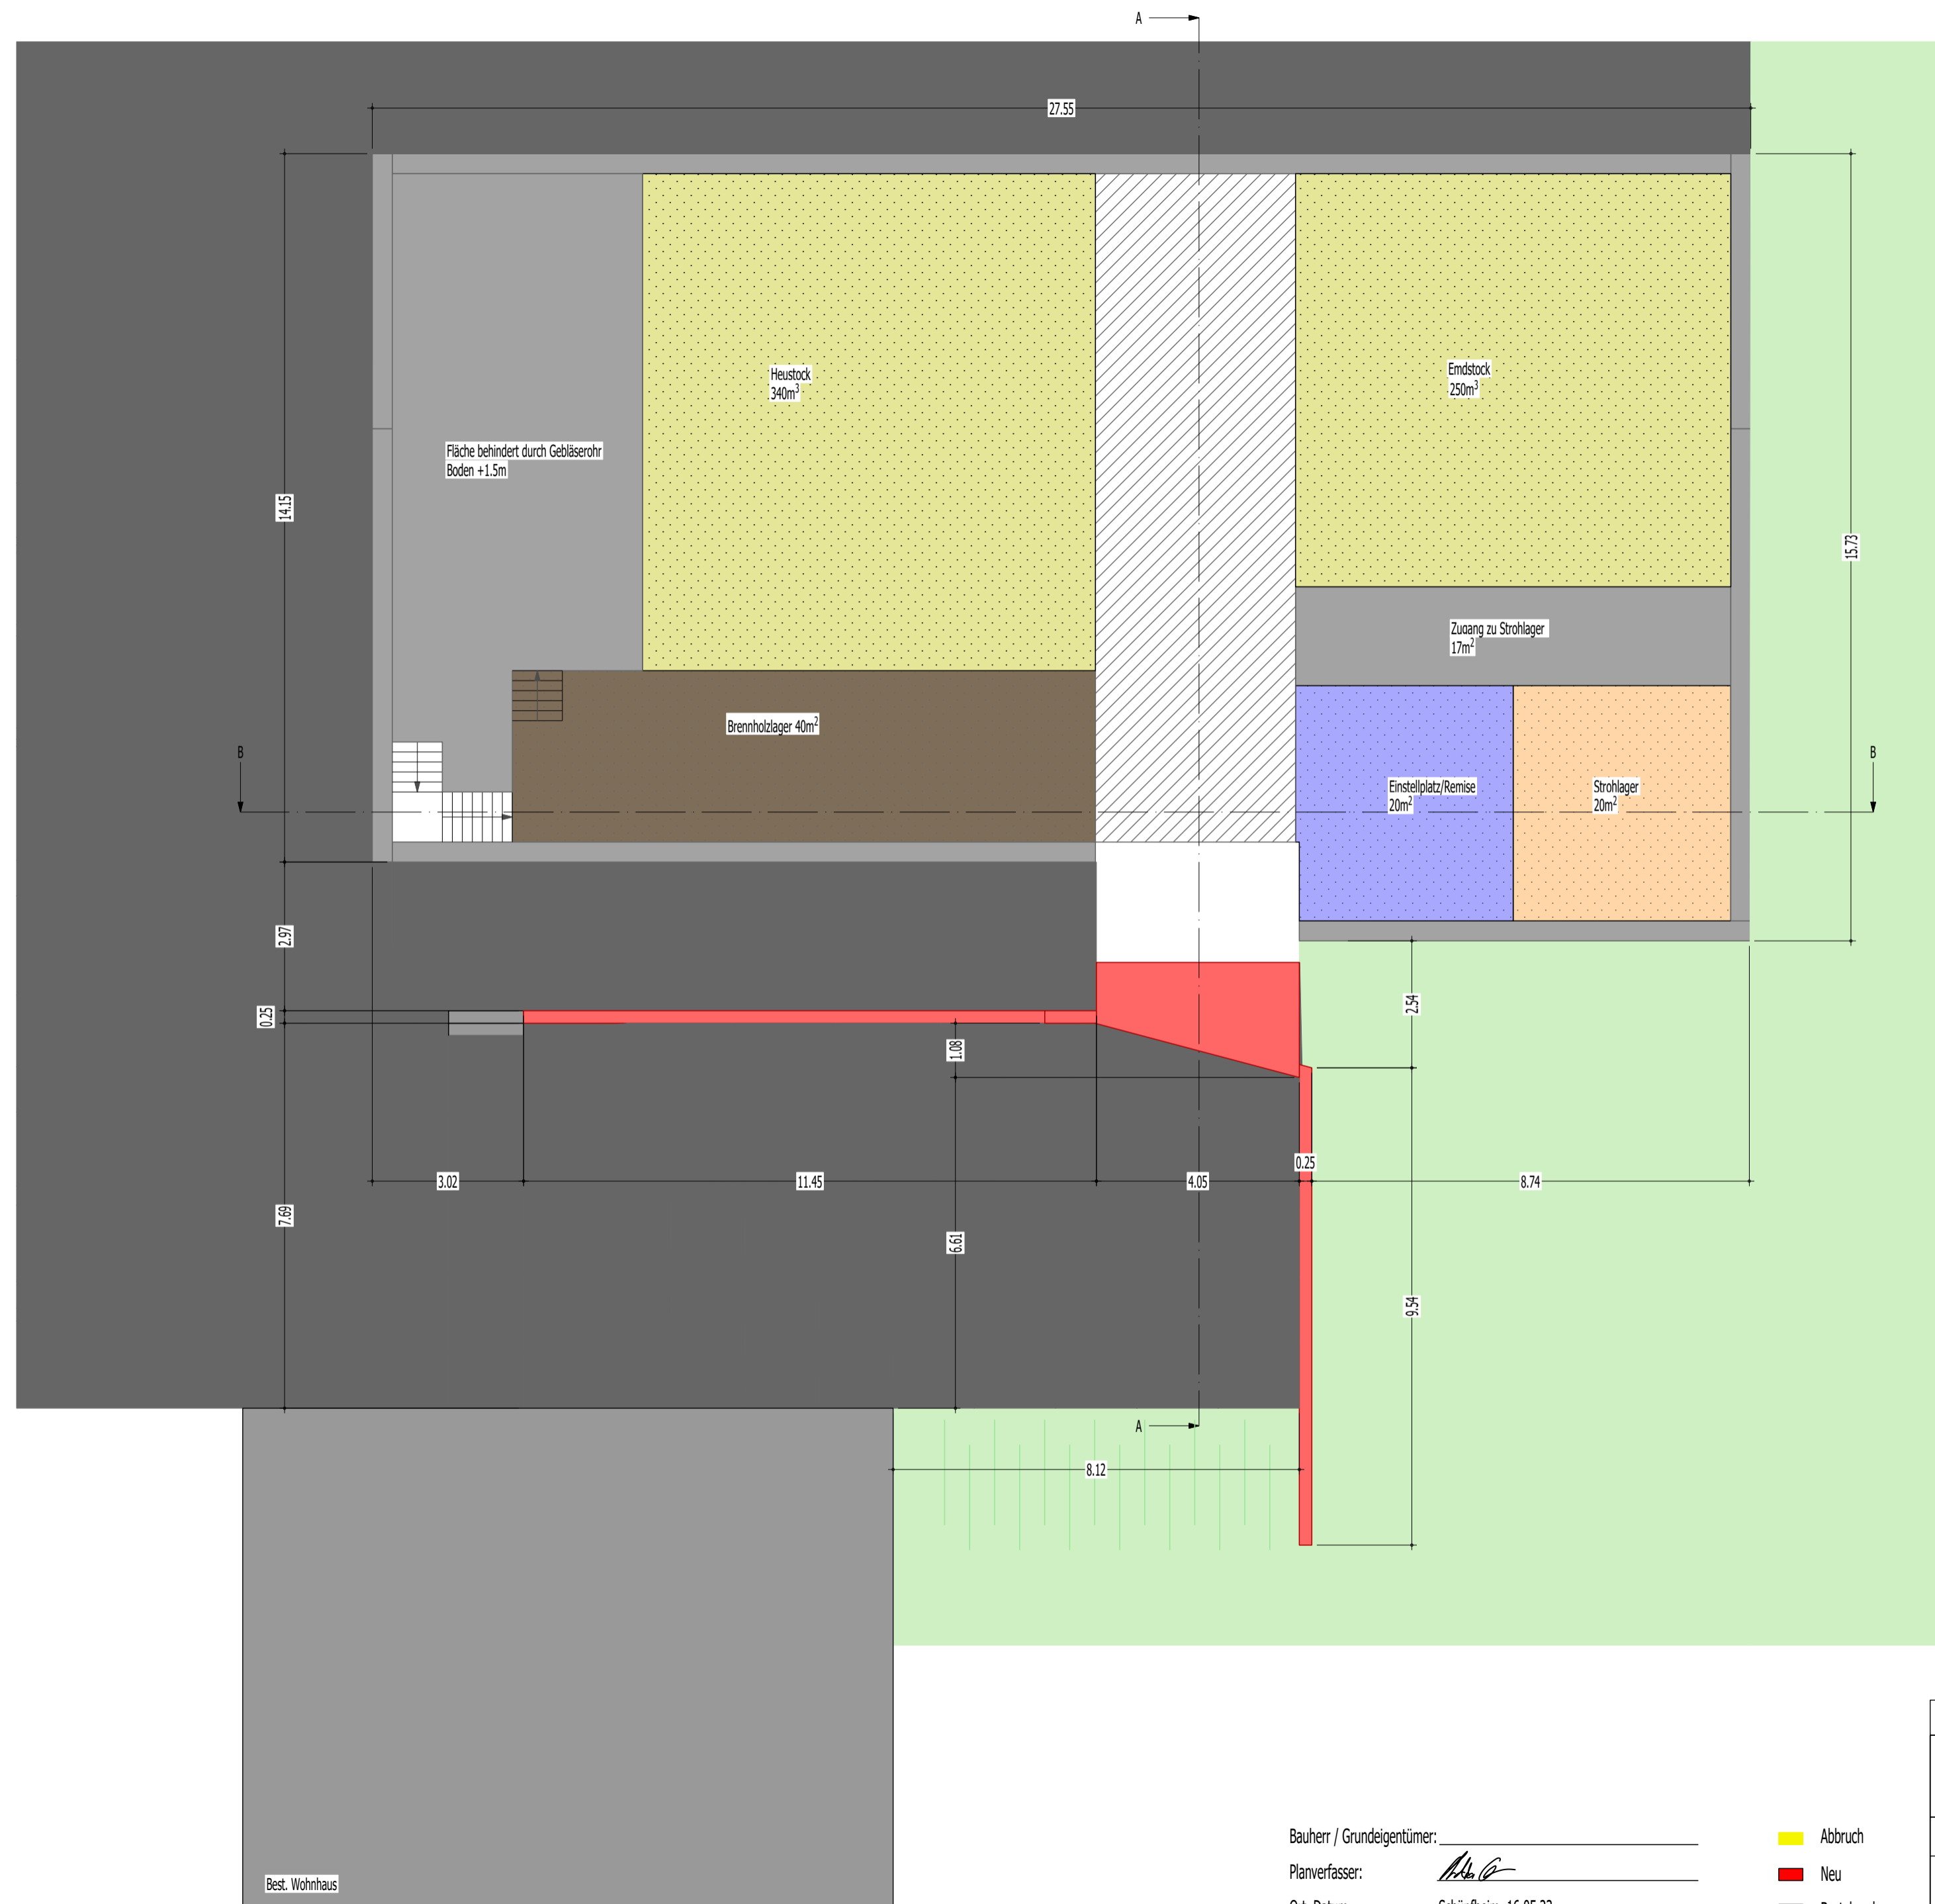 A
27.55
Heustock
340m³
Emdstock
250m³
Fläche behindert durch Gebläserohr
Boden +1.5m
14.15
15.73
Zugang zu Strohlager
17m²
Brennholzlager 40m²
B
B
Einstellplatz/Remise
20m²
Strohlager
20m²
2.97
0.25
1.08
2.54
0.25
3.02
11.45
4.05
8.74
7.69
6.61
9.54
A
8.12
Bauherr / Grundeigentümer:
Abbruch
Planverfasser:
Neu
Best. Wohnhaus